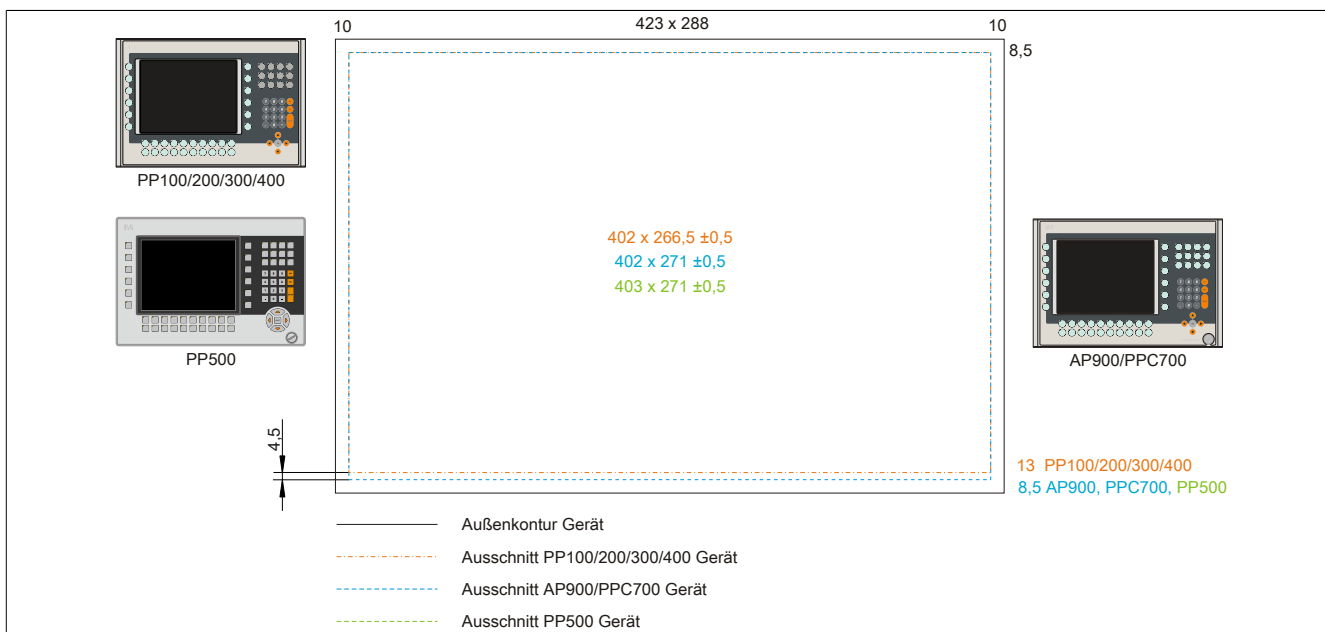 10
423 x 288
10
8,5
PP100/200/300/400
402 x 266,5 ±0,5
402 x 271 ±0,5
403 x 271 ±0,5
PP500
AP900/PPC700
4,5
13 PP100/200/300/400
8,5 AP900, PPC700, PP500
Außenkontur Gerät
Ausschnitt PP100/200/300/400 Gerät
Ausschnitt AP900/PPC700 Gerät
Ausschnitt PP500 Gerät